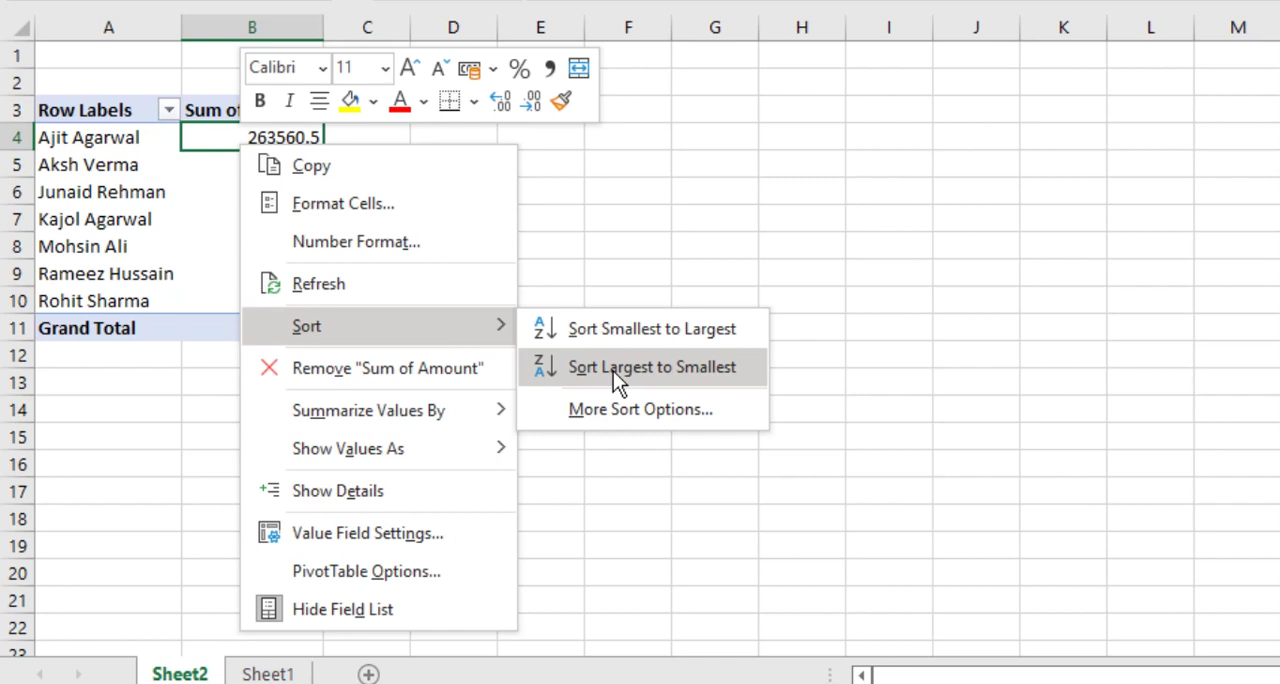 A B C D E F G H I J K L M
1
Calibri 11 A A % ,
2
B I A
3 Row Labels Sum of
4 Ajit Agarwal 263560.5
5 Aksh Verma
Copy
6 Junaid Rehman
Format Cells...
7 Kajol Agarwal
8 Mohsin Ali
Number Format...
9 Rameez Hussain
Refresh
10 Rohit Sharma
11 Grand Total
Sort
Sort Smallest to Largest
12
Remove "Sum of Amount"
Sort Largest to Smallest
13
14
Summarize Values By
More Sort Options...
15
Show Values As
16
17
Show Details
18
Value Field Settings...
19
20
PivotTable Options...
21
Hide Field List
22
23
Sheet2 Sheet1